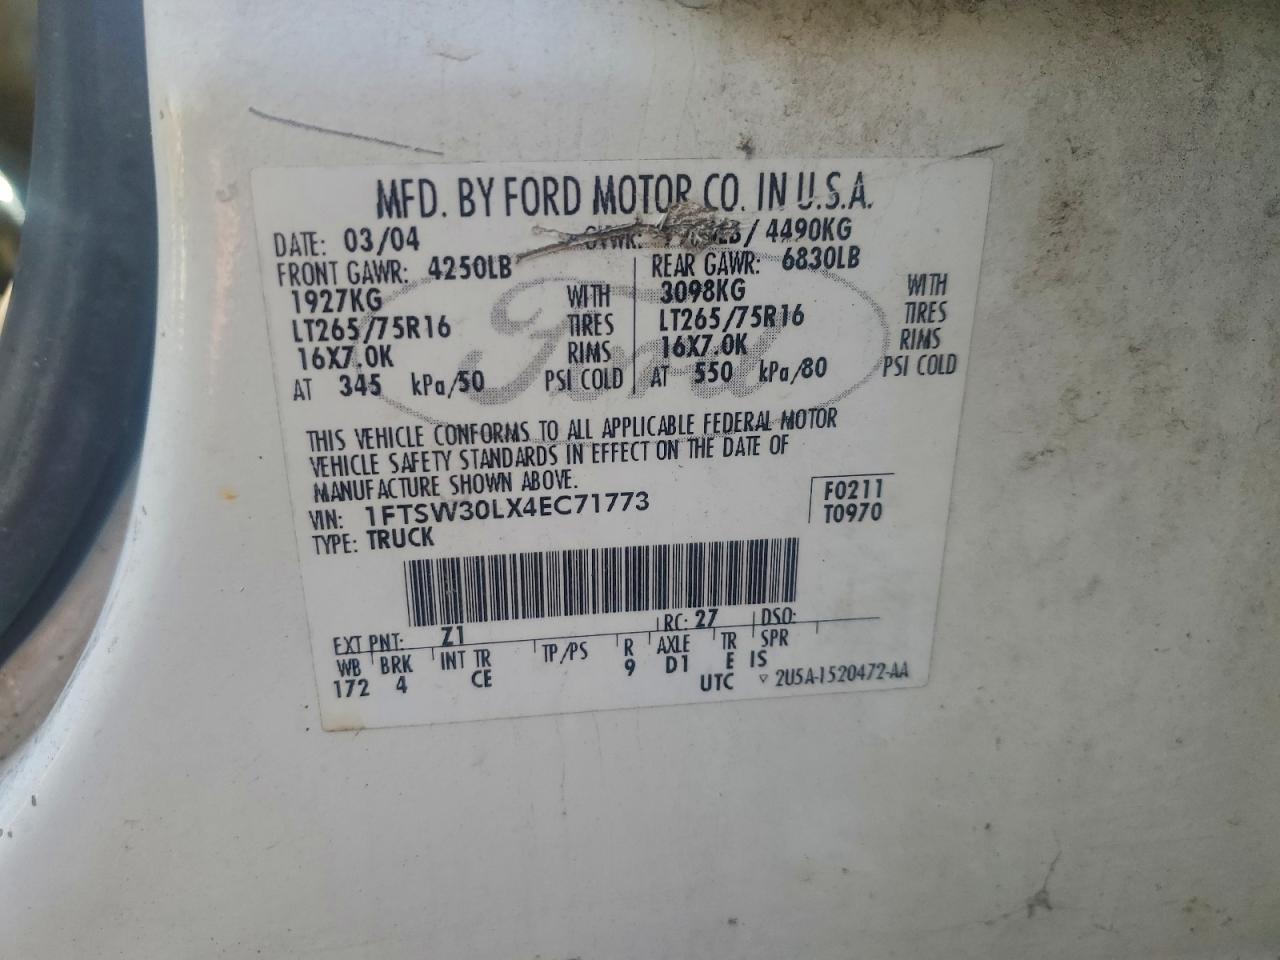 MFD. BY FORD MOTOR CO. IN U.S.A.
DATE: 03/04 GVWR: / 4490KG
FRONT GAWR: 4250LB REAR GAWR: 6830LB
1927KG WITH 3098KG WITH
LT265/75R16 TIRES LT265/75R16 TIRES
16X7.0K RIMS 16X7.0K RIMS
AT 345 kPa/50 PSI COLD AT 550 kPa/80 PSI COLD
Ford
THIS VEHICLE CONFORMS TO ALL APPLICABLE FEDERAL MOTOR
VEHICLE SAFETY STANDARDS IN EFFECT ON THE DATE OF
MANUFACTURE SHOWN ABOVE.
VIN: 1FTSW30LX4EC71773 F0211
TYPE: TRUCK T0970
EXT PNT: Z1 RC: 27 DSO:
WB BRK INT TR TP/PS R AXLE TR SPR
172 4 CE 9 D1 E IS
UTC ▽ 2U5A-1520472-AA